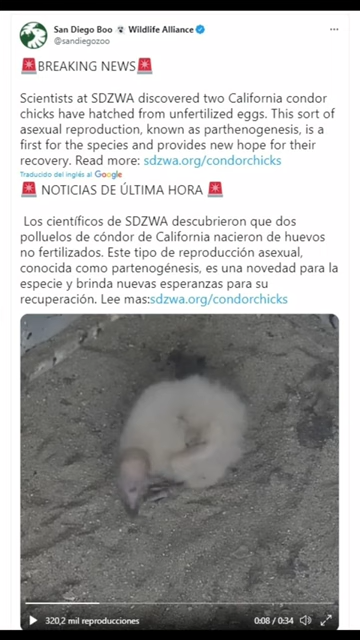 San Diego Boo 👻 Wildlife Alliance
@sandiegozoo
🚨BREAKING NEWS🚨
Scientists at SDZWA discovered two California condor
chicks have hatched from unfertilized eggs. This sort of
asexual reproduction, known as parthenogenesis, is a
first for the species and provides new hope for their
recovery. Read more: sdzwa.org/condorchicks
Traducido del inglés al Google
🚨 NOTICIAS DE ÚLTIMA HORA 🚨
Los científicos de SDZWA descubrieron que dos
polluelos de cóndor de California nacieron de huevos
no fertilizados. Este tipo de reproducción asexual,
conocida como partenogénesis, es una novedad para la
especie y brinda nuevas esperanzas para su
recuperación. Lee mas:sdzwa.org/condorchicks
320,2 mil reproducciones
0:08 / 0:34